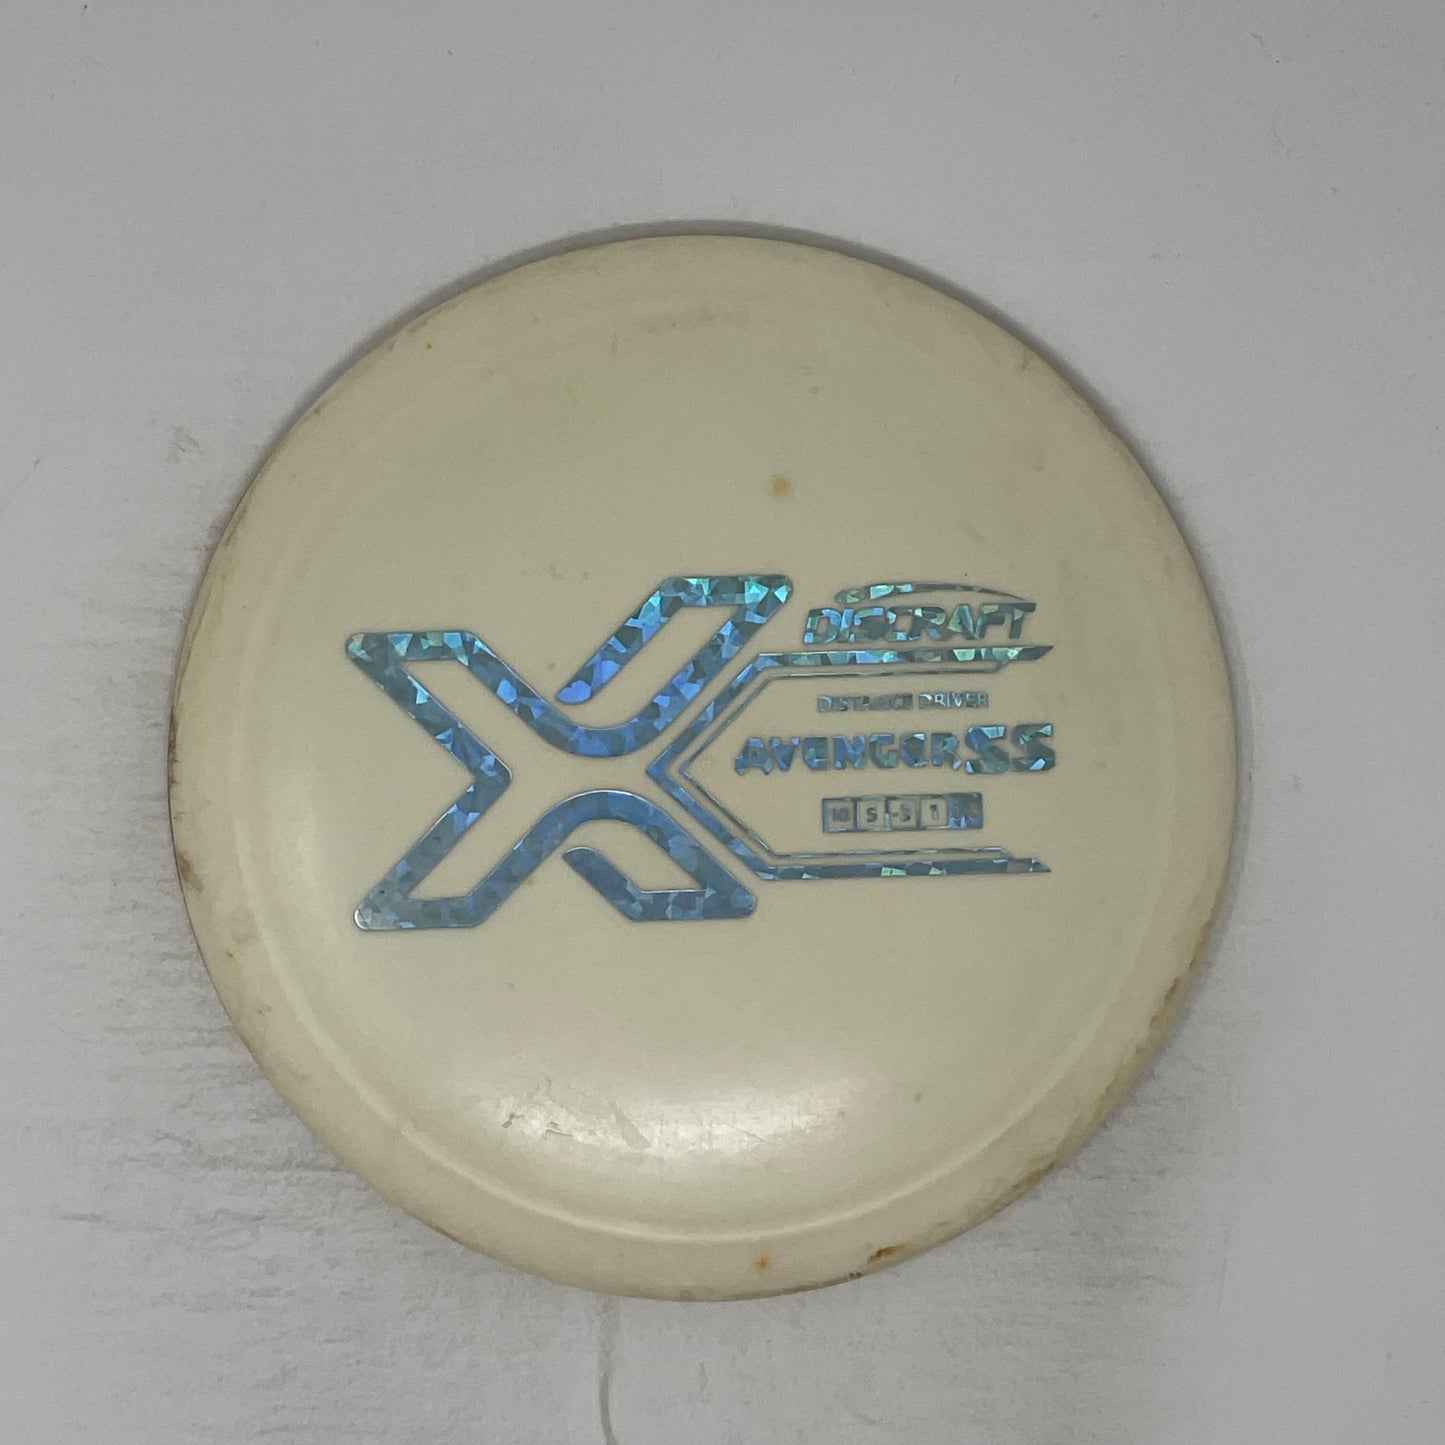 X
DISCRAFT
DISTANCE DRIVER
AVENGER SS
10 5 -3 1